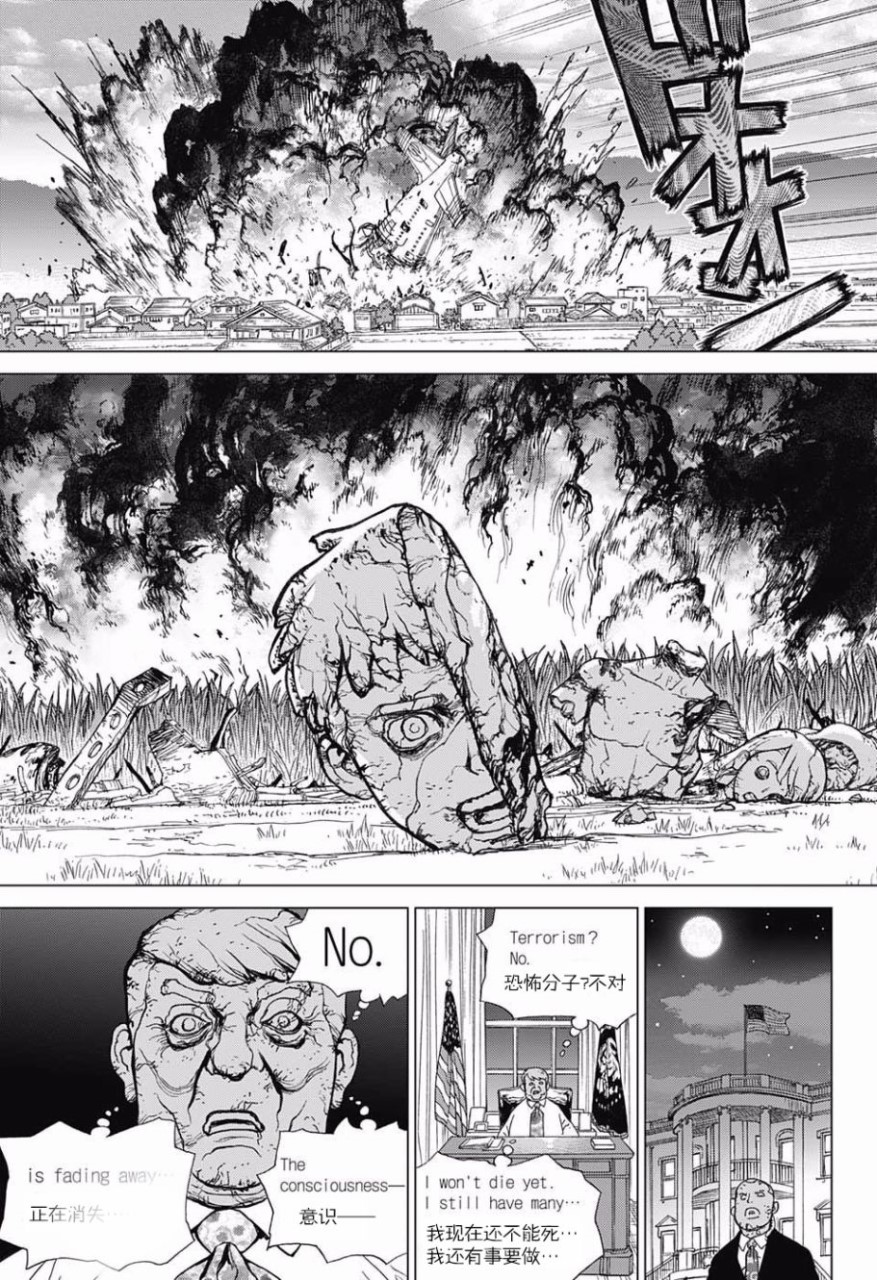 Terrorism?
No.
恐怖分子?不对
I won't die yet.
I still have many…
我现在还不能死…
我还有事要做…
No.
The
consciousness—
意识——
is fading away…
正在消失…